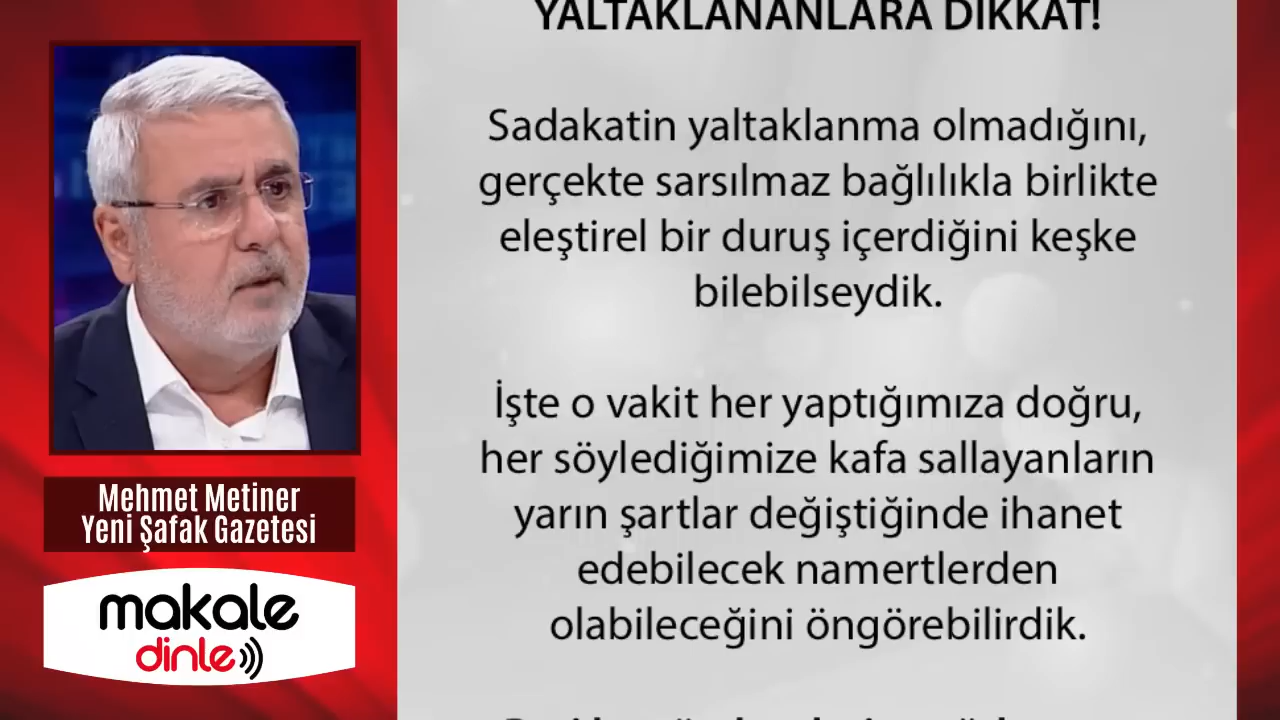 YALTAKLANANLARA DİKKAT!
Sadakatin yaltaklanma olmadığını,
gerçekte sarsılmaz bağlılıkla birlikte
eleştirel bir duruş içerdiğini keşke
bilebilseydik.
İşte o vakit her yaptığımıza doğru,
her söylediğimize kafa sallayanların
yarın şartlar değiştiğinde ihanet
edebilecek namertlerden
olabileceğini öngörebilirdik.
Mehmet Metiner
Yeni Şafak Gazetesi
makale
dinle